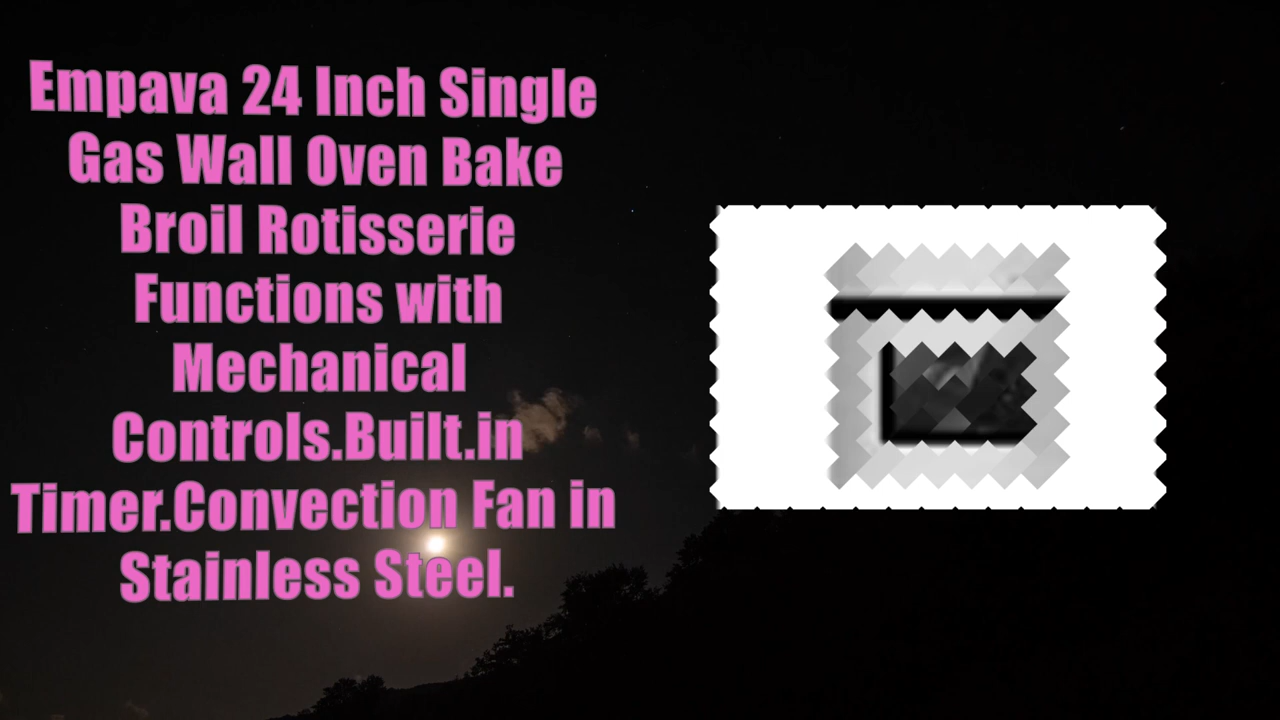 Empava 24 Inch Single
Gas Wall Oven Bake
Broil Rotisserie
Functions with
Mechanical
Controls.Built.in
Timer.Convection Fan in
Stainless Steel.